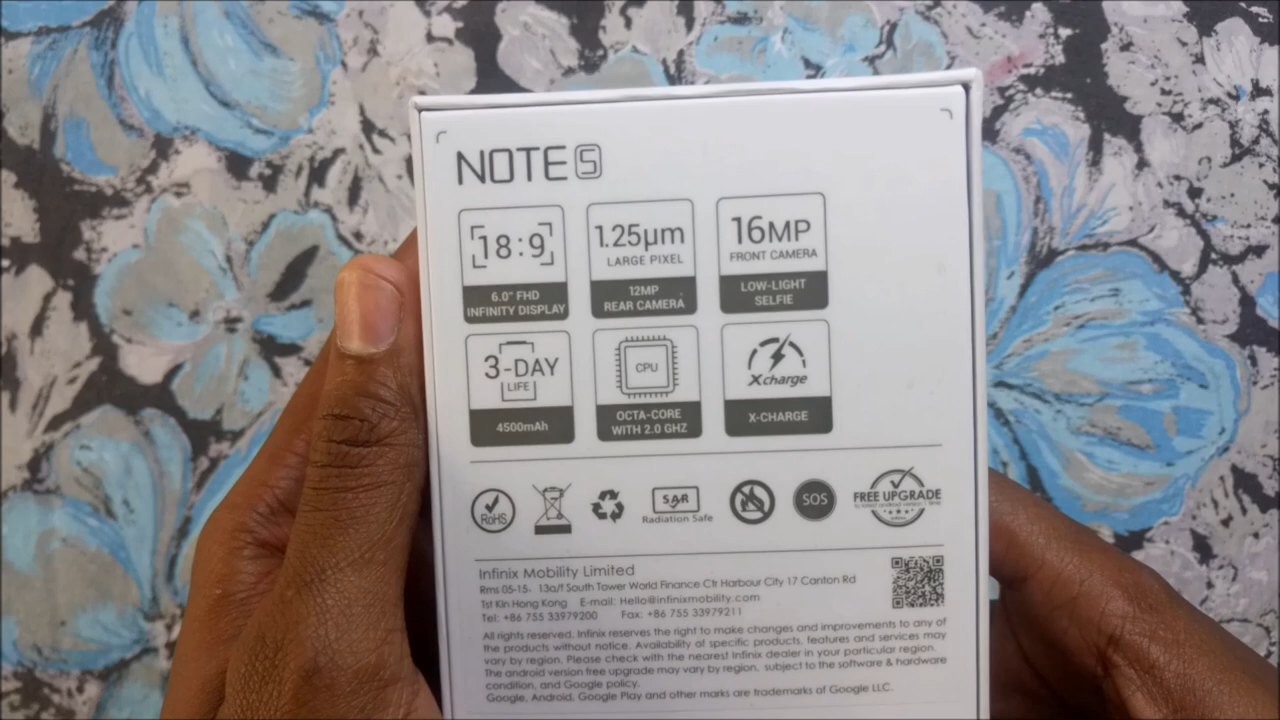 NOTE 5
18:9
6.0" FHD
INFINITY DISPLAY
1.25µm
LARGE PIXEL
12MP
REAR CAMERA
16MP
FRONT CAMERA
LOW-LIGHT
SELFIE
3-DAY
LIFE
4500mAh
CPU
OCTA-CORE
WITH 2.0 GHZ
Xcharge
X-CHARGE
RoHS
SAR
Radiation Safe
SOS
FREE UPGRADE
Infinix Mobility Limited
Rms 05-15, 13a/f South Tower World Finance Ctr Harbour City 17 Canton Rd
Tst Kin Hong Kong E-mail: Hello@infinixmobility.com
Tel: +86 755 33979200 Fax: +86 755 33979211
All rights reserved. Infinix reserves the right to make changes and improvements to any of
the products without notice. Availability of specific products, features and services may
vary by region. Please check with the nearest Infinix dealer in your particular region.
The android version free upgrade may vary by region, subject to the software & hardware
condition, and Google policy.
Google, Android, Google Play and other marks are trademarks of Google LLC.